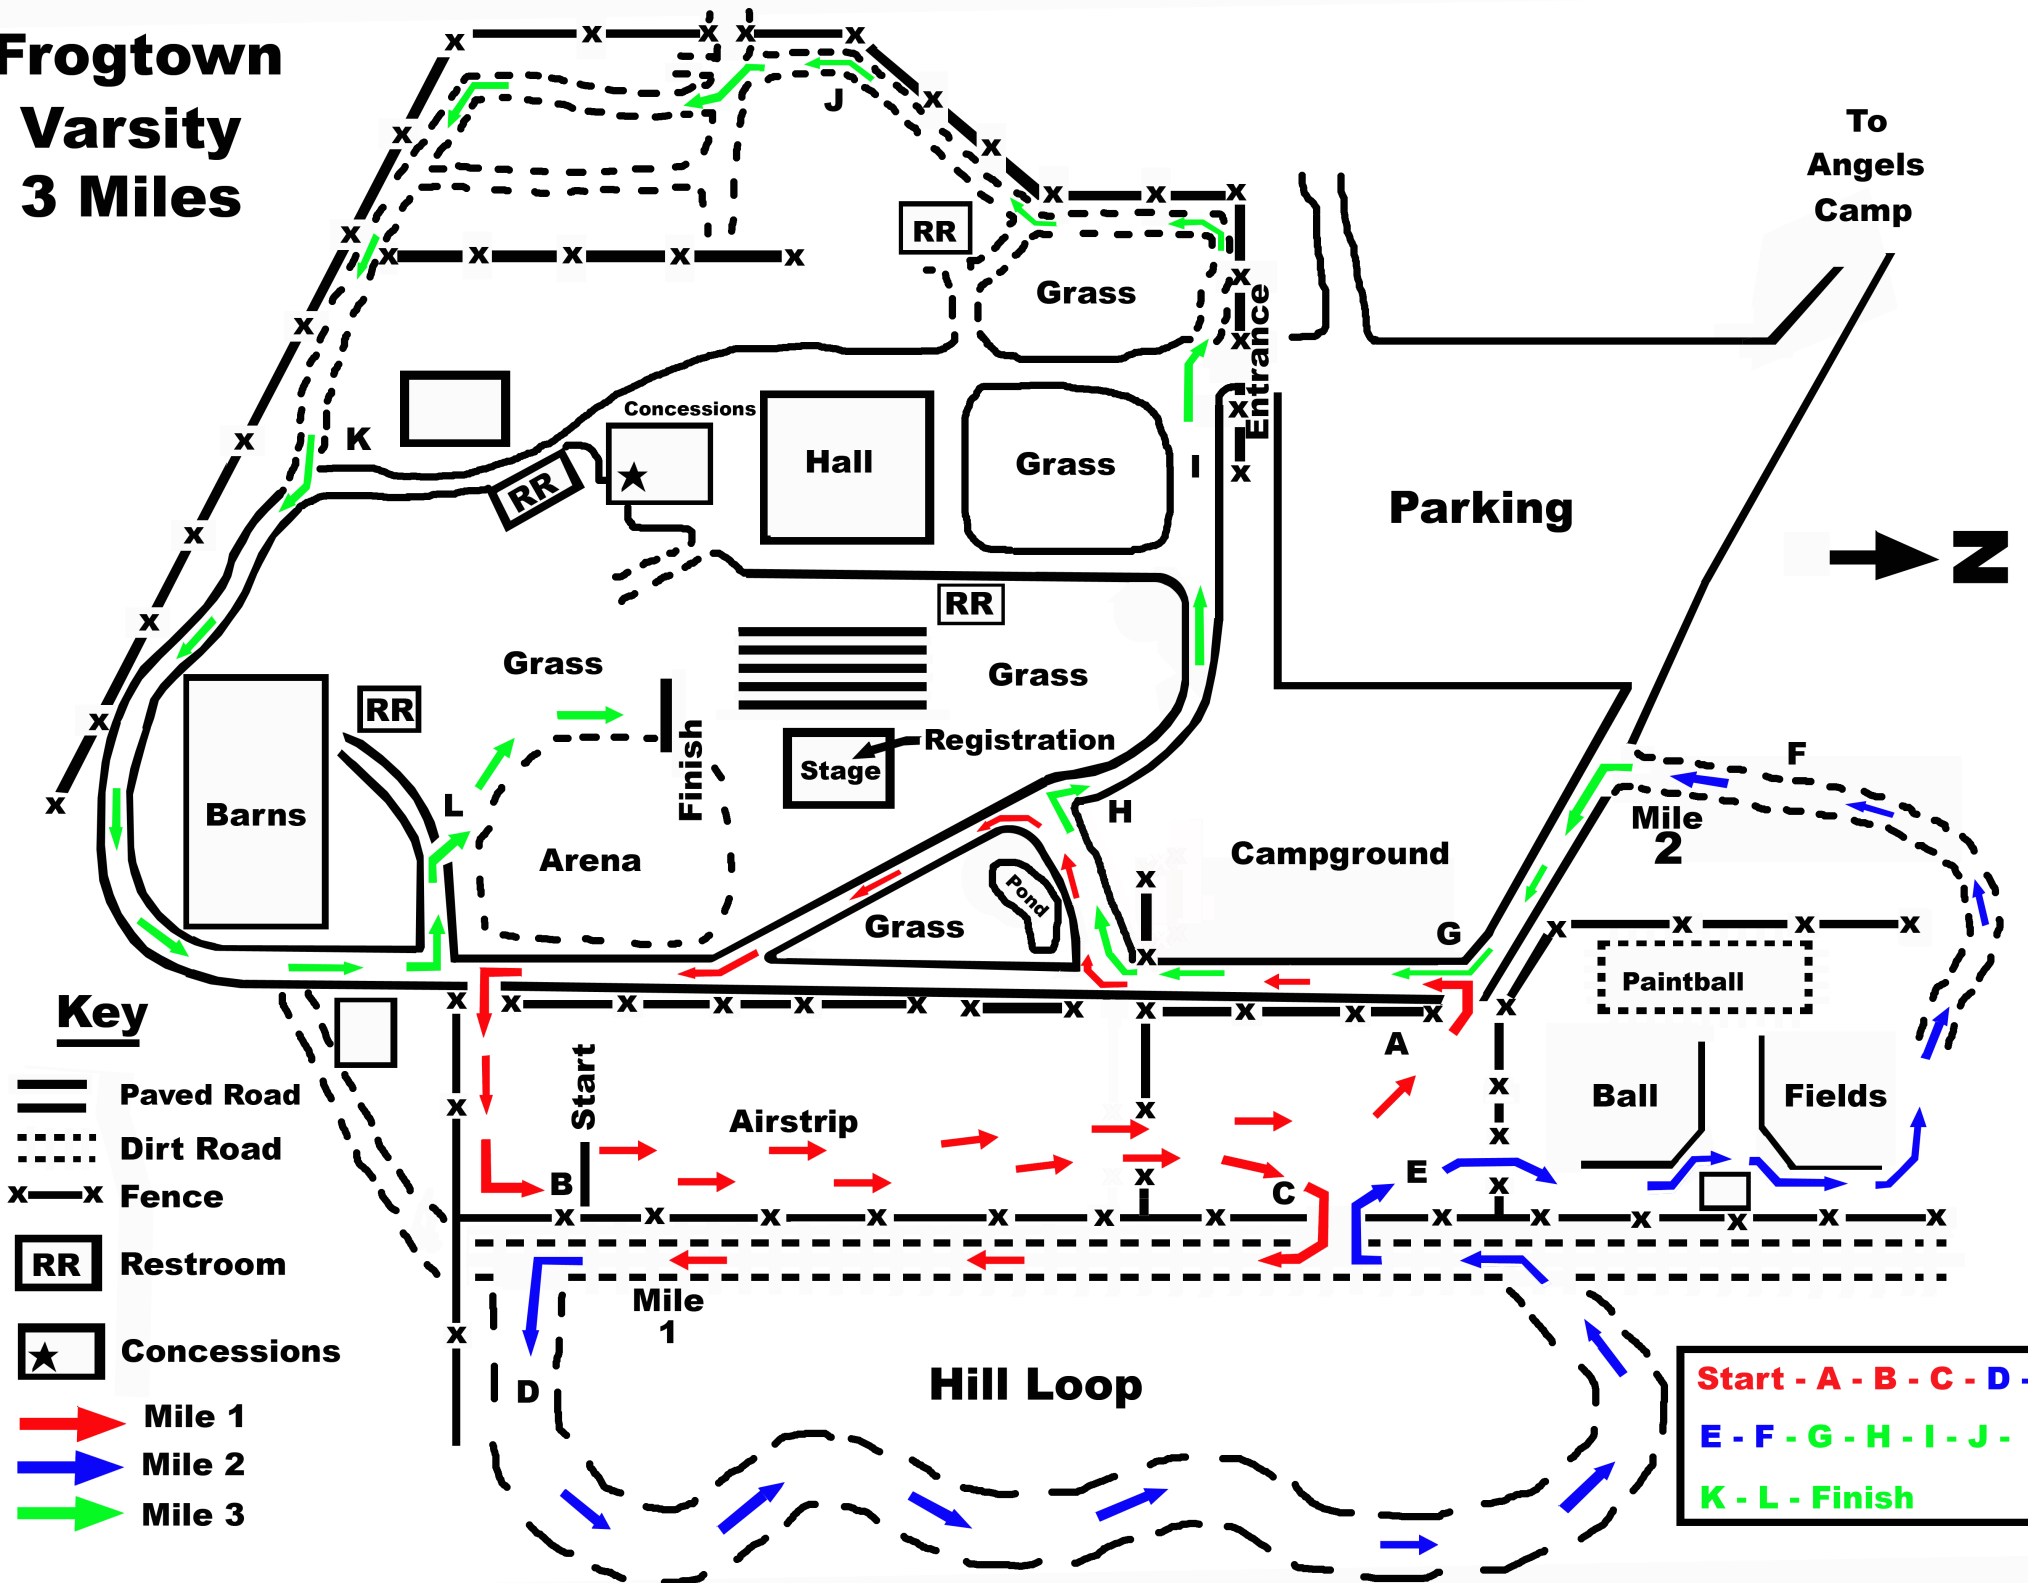 Frogtown
Varsity
3 Miles
To
Angels
Camp
J
RR
Grass
Entrance
K
Concessions
RR
Hall
Grass
I
Parking
N
RR
Grass
Grass
RR
Finish
Registration
Stage
F
Barns
L
Arena
H
Mile
2
Campground
Pond
Grass
G
Paintball
Key
Start
A
Airstrip
Ball
Fields
Paved Road
Dirt Road
x x Fence
B
C
E
RR Restroom
Mile
1
D
Hill Loop
Concessions
Mile 1
Mile 2
Mile 3
Start - A - B - C - D -
E - F - G - H - I - J -
K - L - Finish